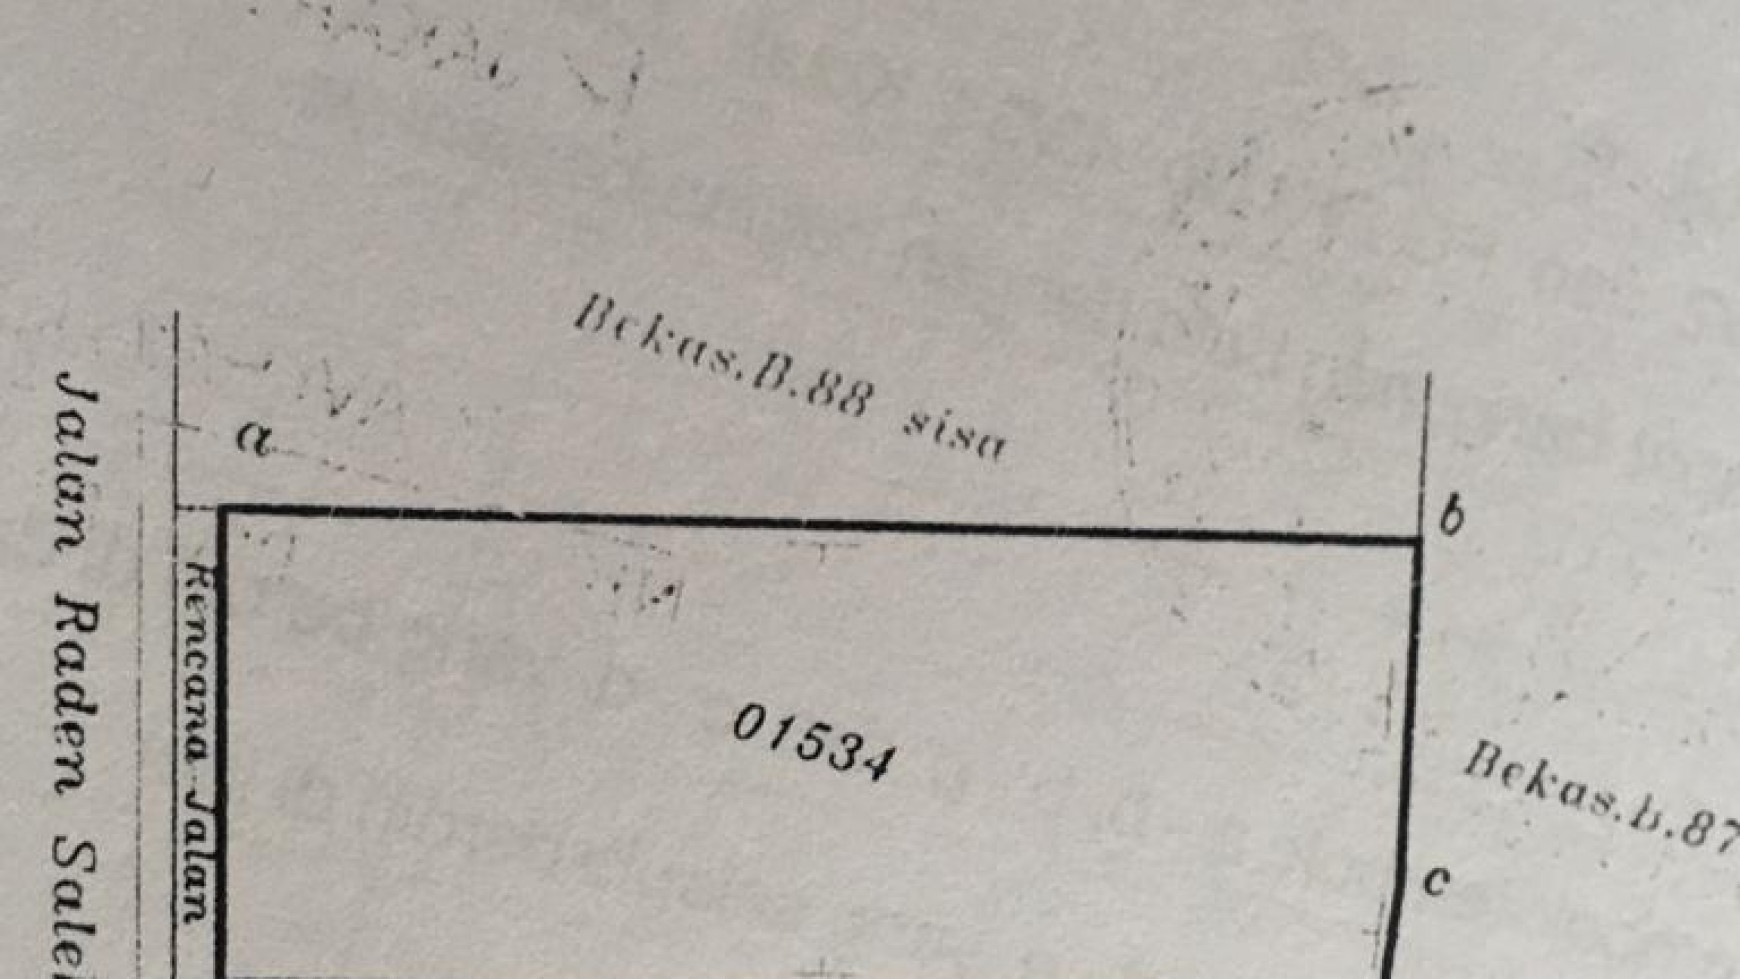 Bekas.B.88 sisa
a
b
Jalan Raden Sale
Rencana Jalan
01534
Bekas.b.87
c